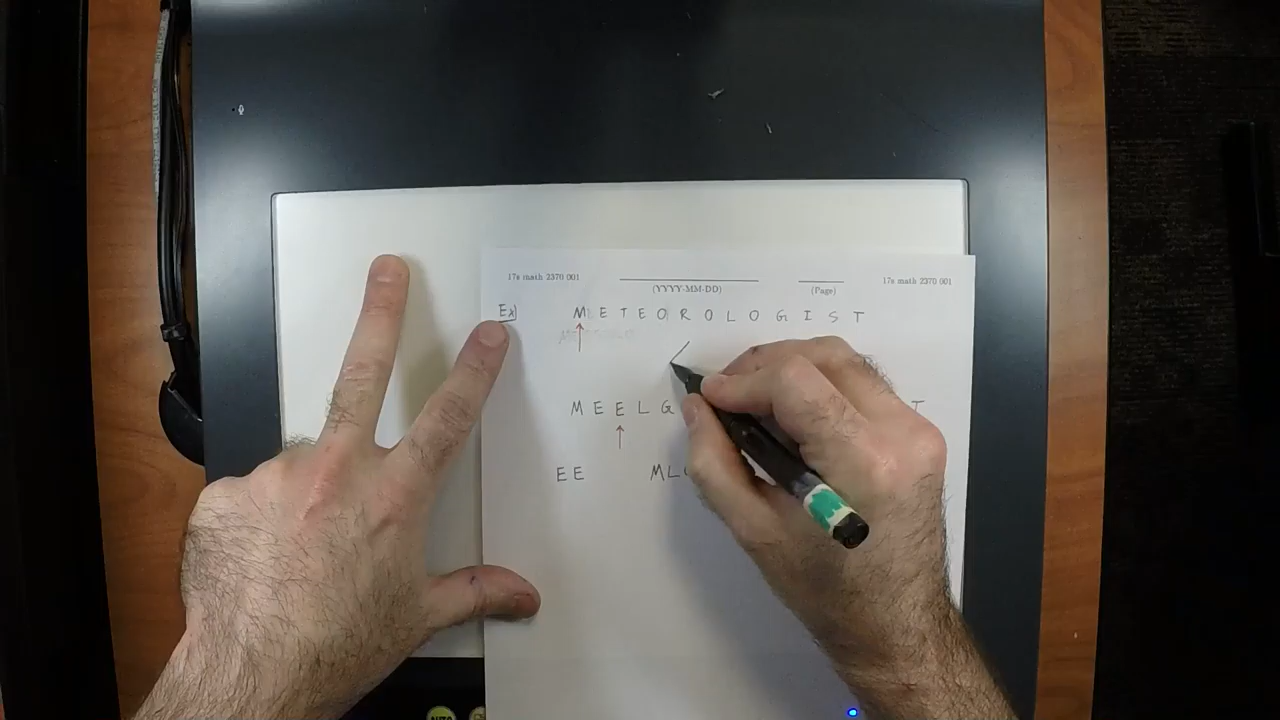 17s math 2370 001 (YYYY-MM-DD) (Page) 17s math 2370 001
Ex M E T E O R O L O G I S T
M E E L G T
E E M L